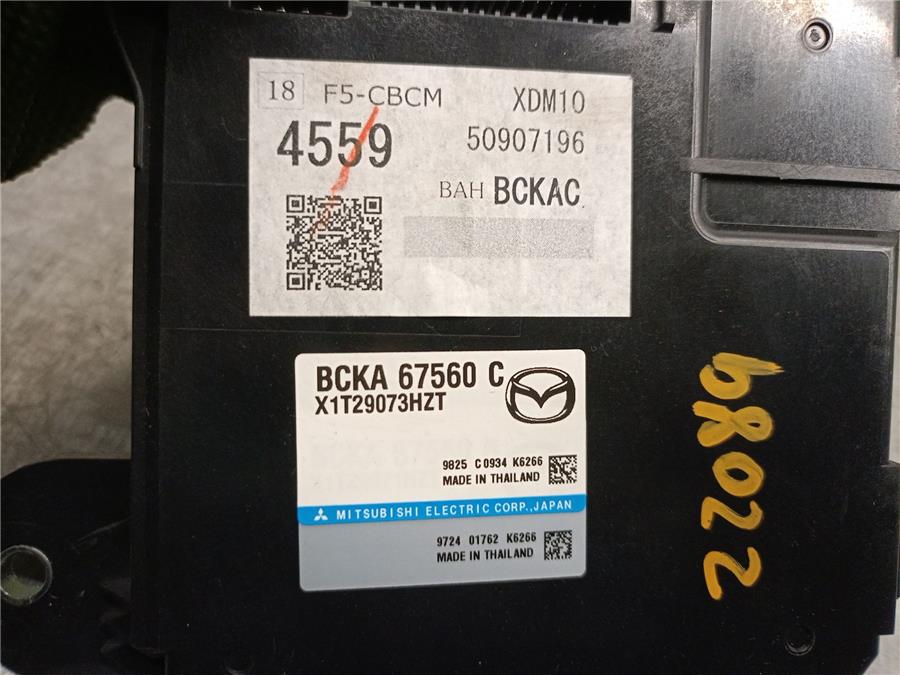 18 F5-CBCM XDM10
4559 50907196
BAH BCKAC
BCKA 67560 C
X1T29073HZT
9825 C0934 K6266
MADE IN THAILAND
MITSUBISHI ELECTRIC CORP.,JAPAN
9724 01762 K6266
MADE IN THAILAND
b8022